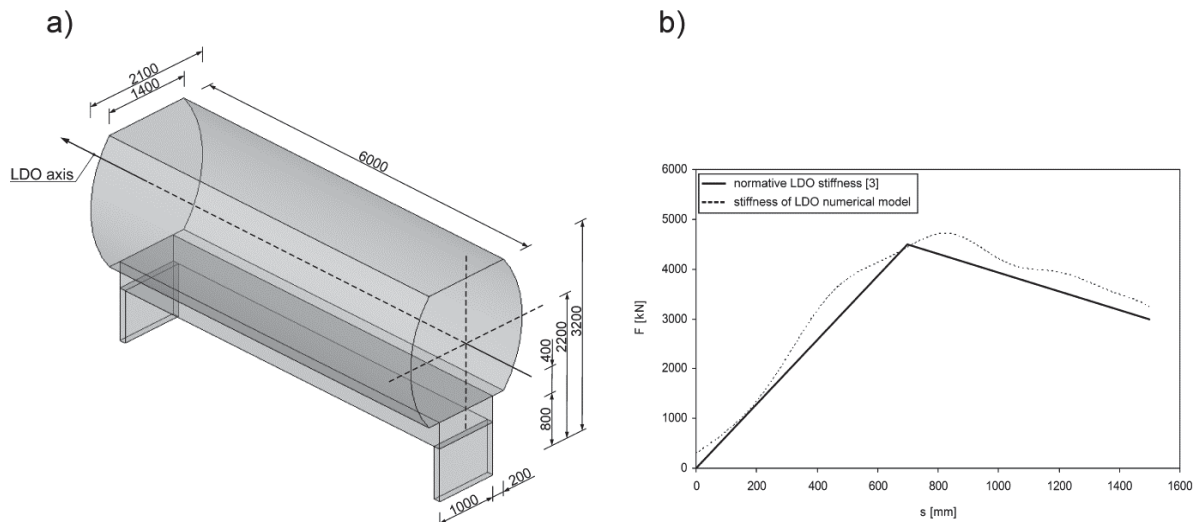 a)
2100
1400
6000
LDO axis
3200
2200
400
800
200
1000
b)
6000
5000
4000
3000
2000
1000
0
normative LDO stiffness [3]
stiffness of LDO numerical model
F [kN]
0 200 400 600 800 1000 1200 1400 1600
s [mm]